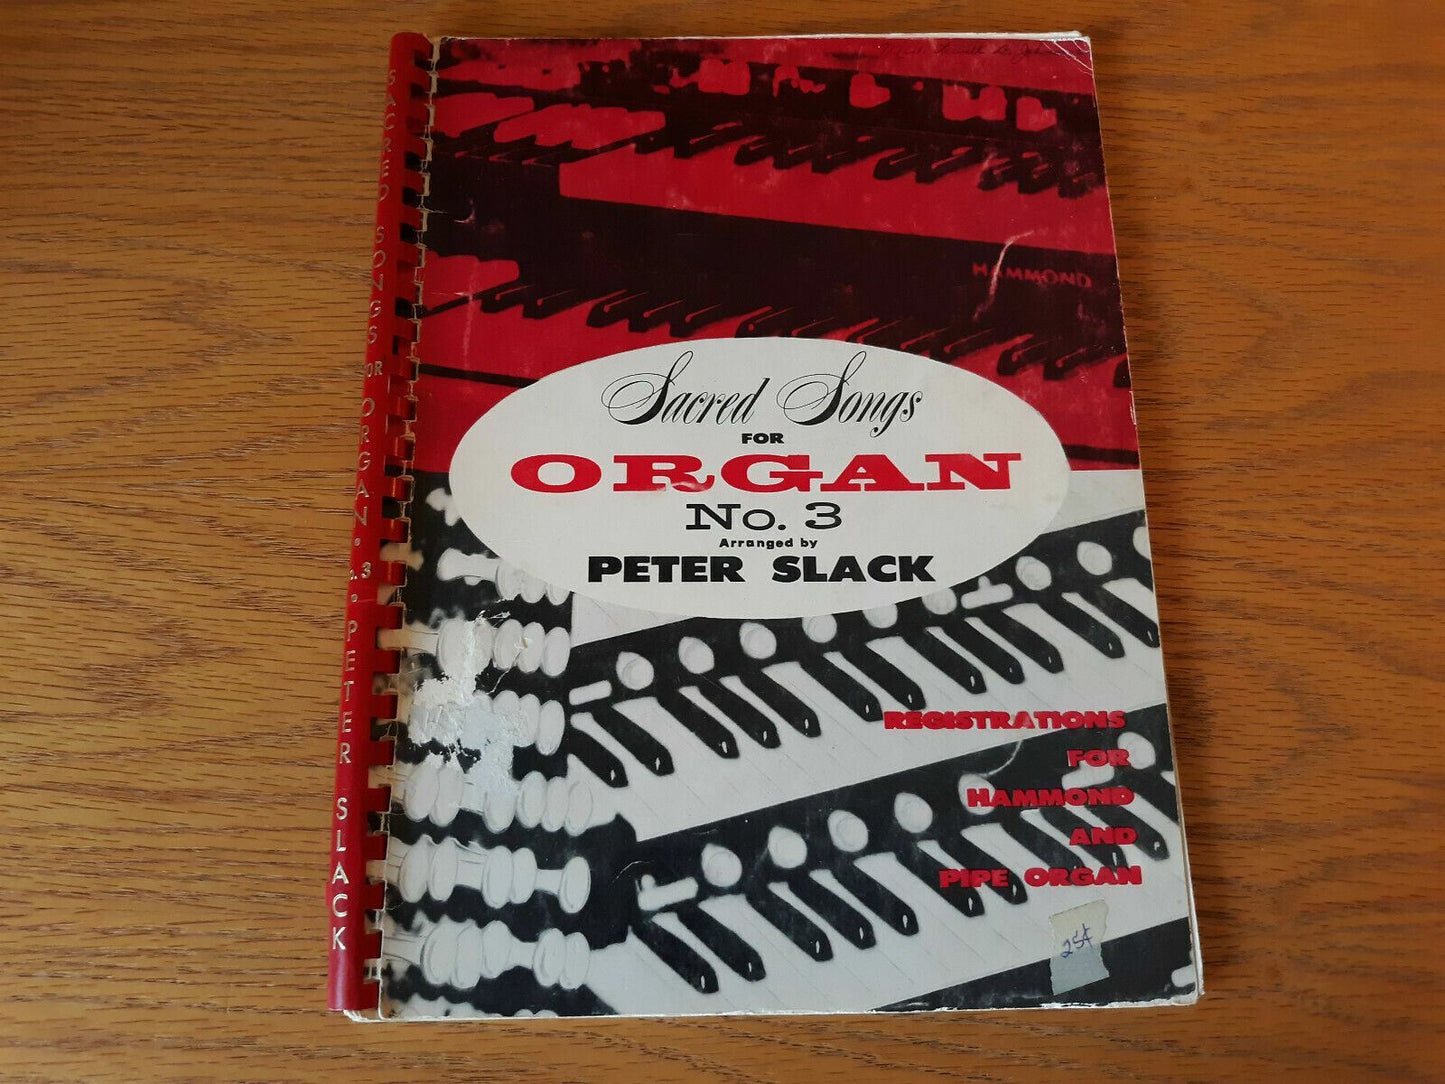 SACRED SONGS FOR ORGAN • 3 • PETER SLACK
HAMMOND
Sacred Songs
FOR
ORGAN
No. 3
Arranged by
PETER SLACK
REGISTRATIONS
FOR
HAMMOND
AND
PIPE ORGAN
25¢